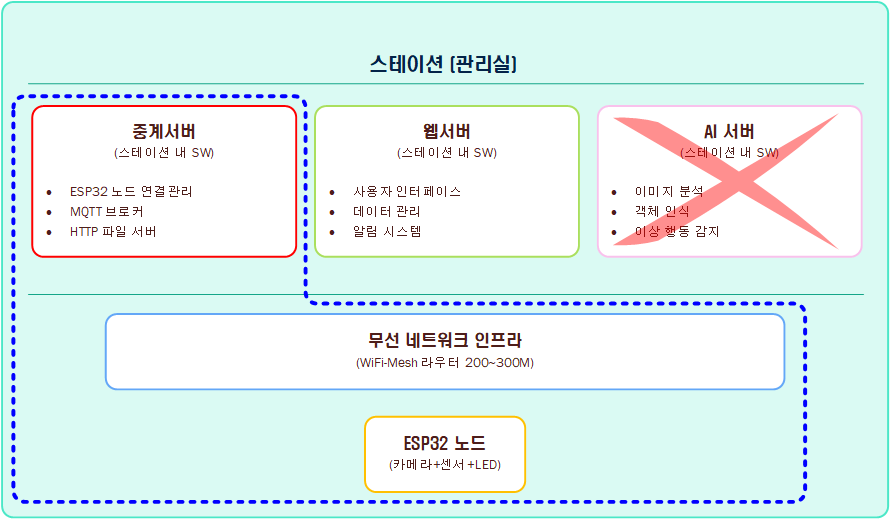 스테이션 (관리실)
중계서버
(스테이션 내 SW)
• ESP32 노드 연결관리
• MQTT 브로커
• HTTP 파일 서버
웹서버
(스테이션 내 SW)
• 사용자 인터페이스
• 데이터 관리
• 알림 시스템
AI 서버
(스테이션 내 SW)
• 이미지 분석
• 객체 인식
• 이상 행동 감지
무선 네트워크 인프라
(WiFi-Mesh 라우터 200~300M)
ESP32 노드
(카메라+센서+LED)